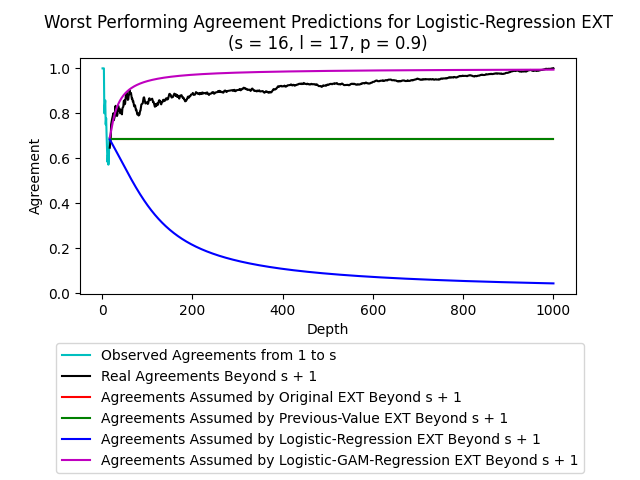 Worst Performing Agreement Predictions for Logistic-Regression EXT
(s = 16, l = 17, p = 0.9)
1.0
0.8
0.6
0.4
0.2
0.0
Agreement
0 200 400 600 800 1000
Depth
Observed Agreements from 1 to s
Real Agreements Beyond s + 1
Agreements Assumed by Original EXT Beyond s + 1
Agreements Assumed by Previous-Value EXT Beyond s + 1
Agreements Assumed by Logistic-Regression EXT Beyond s + 1
Agreements Assumed by Logistic-GAM-Regression EXT Beyond s + 1